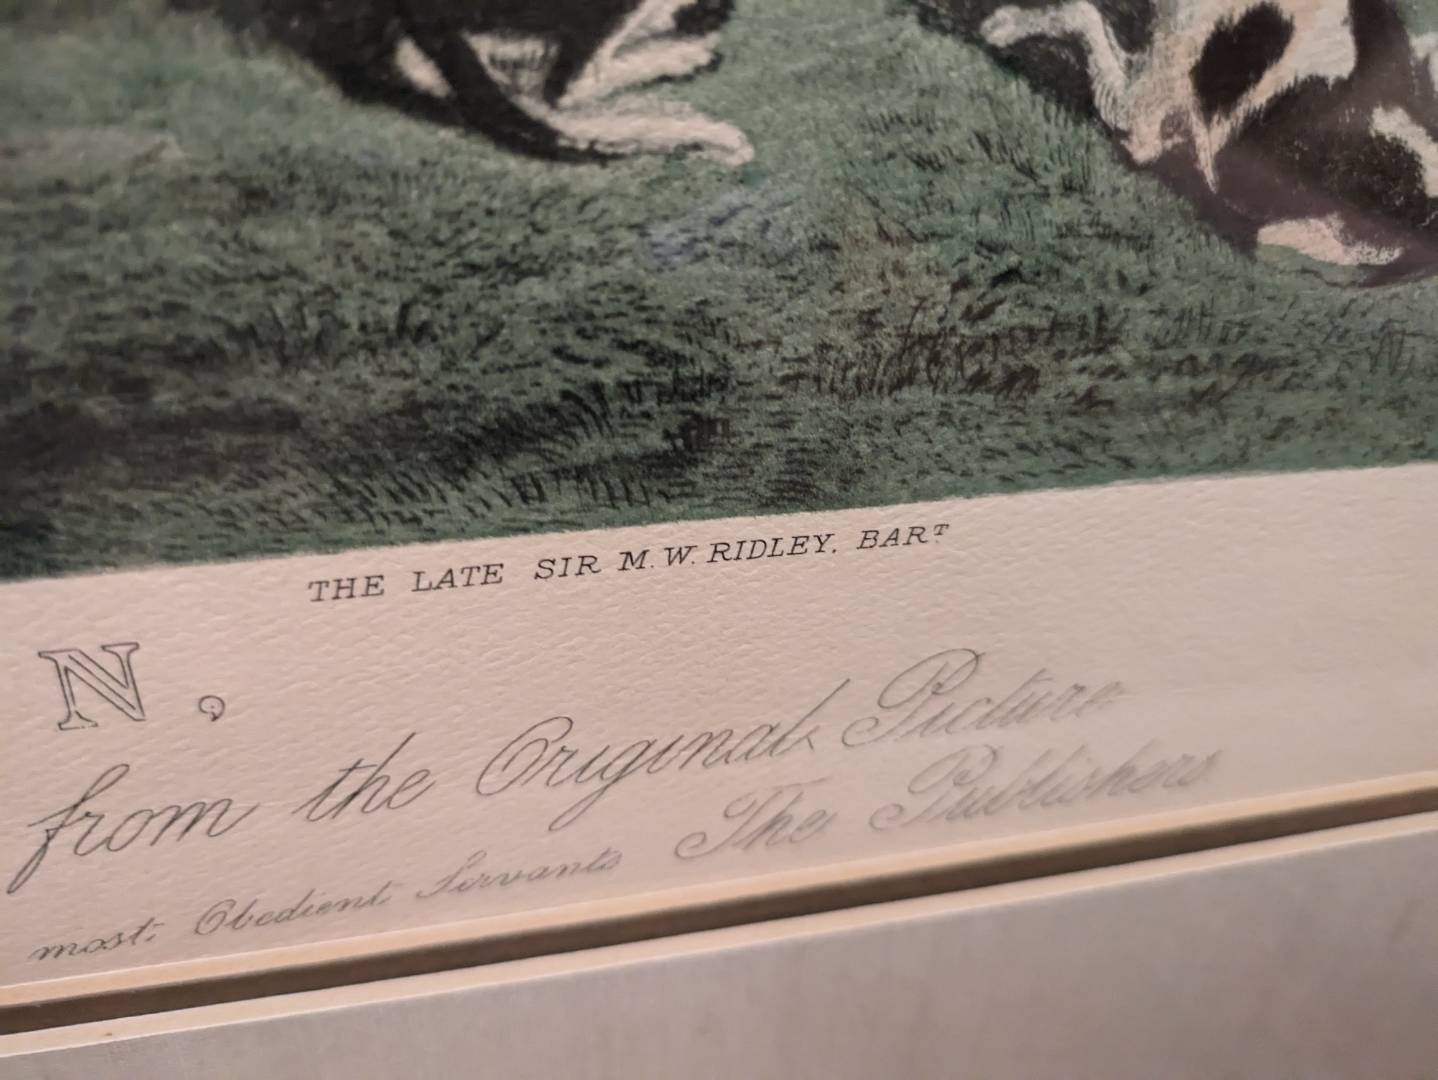 THE LATE SIR M. W. RIDLEY, BARᵀ
N,
from the Original Picture
most Obedient Servants The Publishers